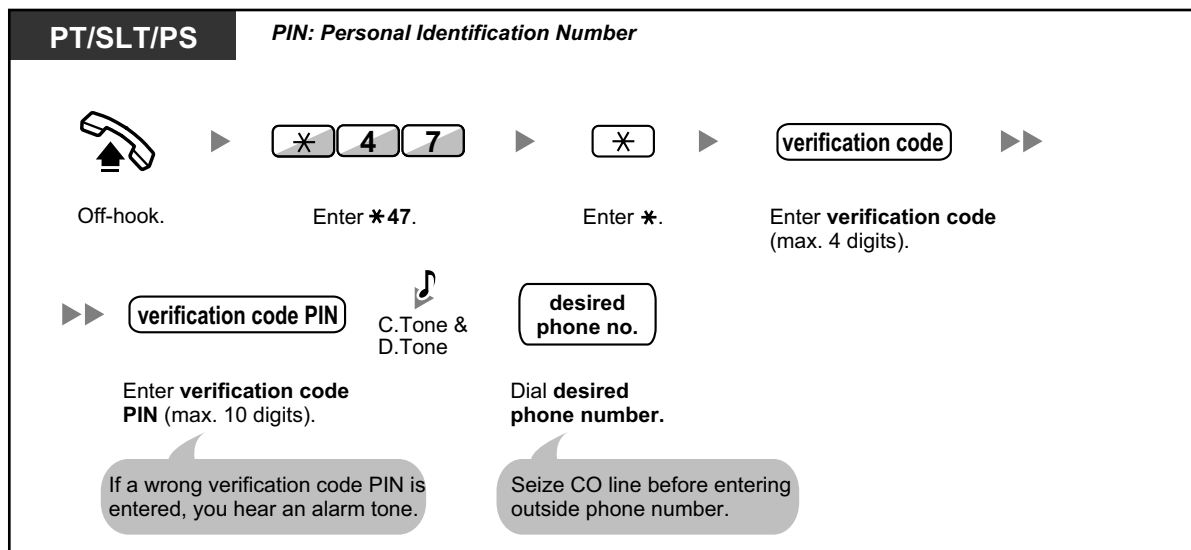 PT/SLT/PS
PIN: Personal Identification Number
* 4 7
*
verification code
Off-hook.
Enter *47.
Enter *.
Enter verification code
(max. 4 digits).
verification code PIN
C.Tone &
D.Tone
desired
phone no.
Enter verification code
PIN (max. 10 digits).
Dial desired
phone number.
If a wrong verification code PIN is
entered, you hear an alarm tone.
Seize CO line before entering
outside phone number.